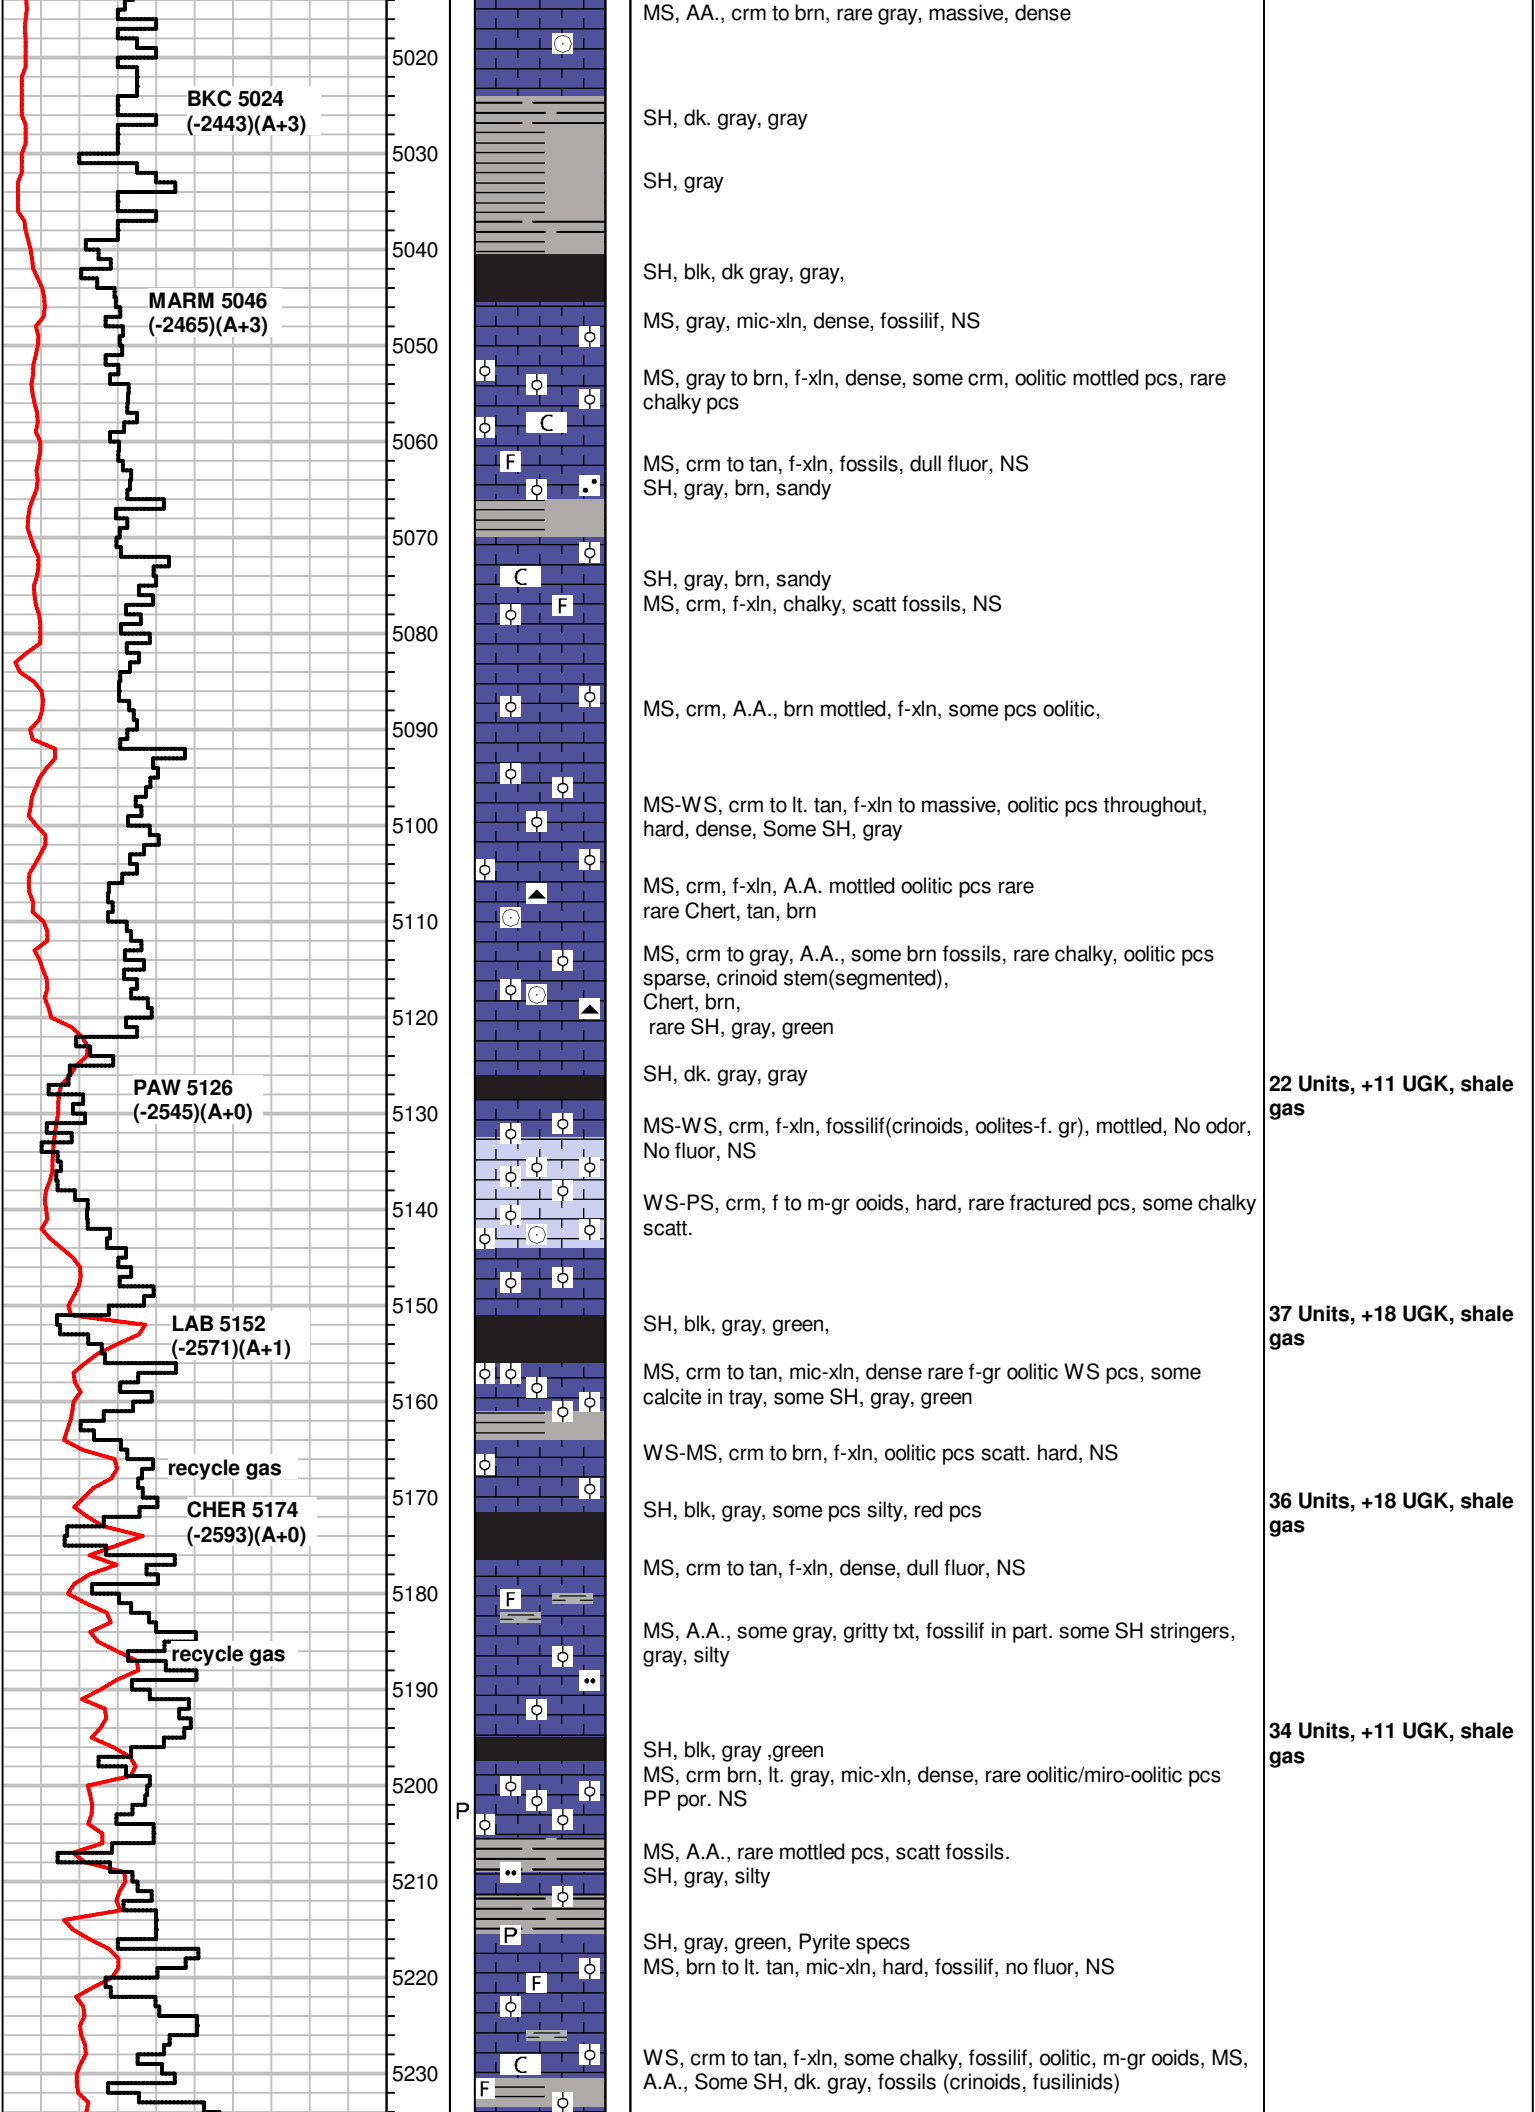 MS, AA., crm to brn, rare gray, massive, dense
5020
BKC 5024
(-2443)(A+3)
SH, dk. gray, gray
5030
SH, gray
5040
SH, blk, dk gray, gray,
MARM 5046
(-2465)(A+3)
MS, gray, mic-xln, dense, fossilif, NS
5050
MS, gray to brn, f-xln, dense, some crm, oolitic mottled pcs, rare
chalky pcs
C
5060
F
MS, crm to tan, f-xln, fossils, dull fluor, NS
SH, gray, brn, sandy
5070
C
SH, gray, brn, sandy
F
MS, crm, f-xln, chalky, scatt fossils, NS
5080
MS, crm, A.A., brn mottled, f-xln, some pcs oolitic,
5090
MS-WS, crm to lt. tan, f-xln to massive, oolitic pcs throughout,
hard, dense, Some SH, gray
5100
MS, crm, f-xln, A.A. mottled oolitic pcs rare
rare Chert, tan, brn
5110
MS, crm to gray, A.A., some brn fossils, rare chalky, oolitic pcs
sparse, crinoid stem(segmented),
Chert, brn,
rare SH, gray, green
5120
SH, dk. gray, gray
PAW 5126
(-2545)(A+0)
22 Units, +11 UGK, shale
gas
5130
MS-WS, crm, f-xln, fossilif(crinoids, oolites-f. gr), mottled, No odor,
No fluor, NS
WS-PS, crm, f to m-gr ooids, hard, rare fractured pcs, some chalky
scatt.
5140
5150
LAB 5152
(-2571)(A+1)
SH, blk, gray, green,
37 Units, +18 UGK, shale
gas
MS, crm to tan, mic-xln, dense rare f-gr oolitic WS pcs, some
calcite in tray, some SH, gray, green
5160
WS-MS, crm to brn, f-xln, oolitic pcs scatt. hard, NS
recycle gas
5170
CHER 5174
(-2593)(A+0)
SH, blk, gray, some pcs silty, red pcs
36 Units, +18 UGK, shale
gas
MS, crm to tan, f-xln, dense, dull fluor, NS
5180
F
MS, A.A., some gray, gritty txt, fossilif in part. some SH stringers,
gray, silty
recycle gas
5190
34 Units, +11 UGK, shale
gas
SH, blk, gray ,green
MS, crm brn, lt. gray, mic-xln, dense, rare oolitic/miro-oolitic pcs
PP por. NS
5200
P
MS, A.A., rare mottled pcs, scatt fossils.
SH, gray, silty
5210
P
SH, gray, green, Pyrite specs
MS, brn to lt. tan, mic-xln, hard, fossilif, no fluor, NS
5220
F
WS, crm to tan, f-xln, some chalky, fossilif, oolitic, m-gr ooids, MS,
A.A., Some SH, dk. gray, fossils (crinoids, fusilinids)
C
5230
F